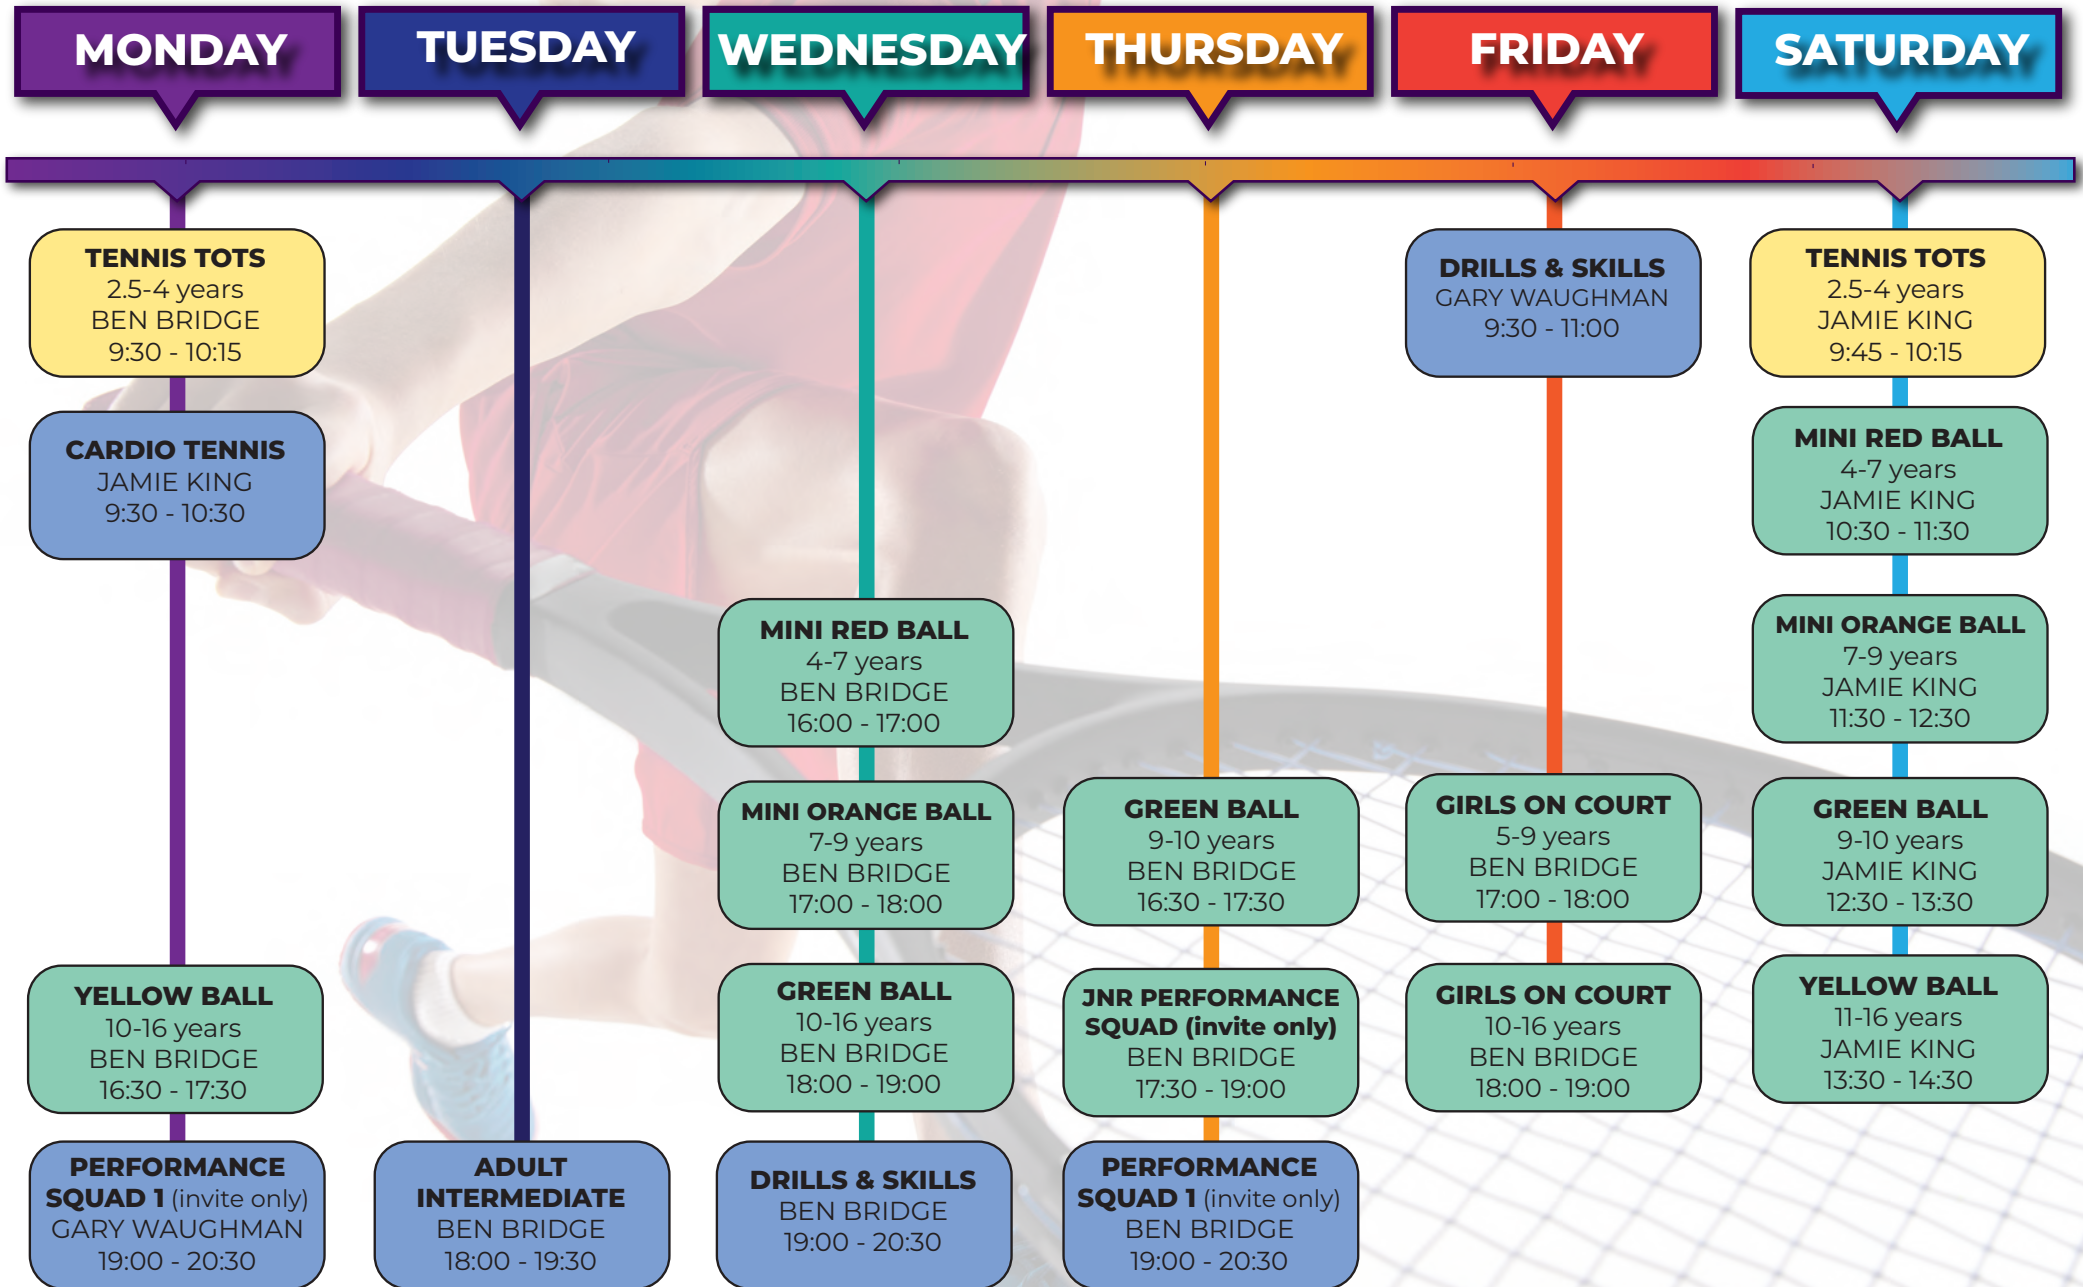 MONDAY
TUESDAY
WEDNESDAY
THURSDAY
FRIDAY
SATURDAY
TENNIS TOTS
2.5-4 years
BEN BRIDGE
9:30 - 10:15
CARDIO TENNIS
JAMIE KING
9:30 - 10:30
YELLOW BALL
10-16 years
BEN BRIDGE
16:30 - 17:30
PERFORMANCE
SQUAD 1 (invite only)
GARY WAUGHMAN
19:00 - 20:30
ADULT
INTERMEDIATE
BEN BRIDGE
18:00 - 19:30
MINI RED BALL
4-7 years
BEN BRIDGE
16:00 - 17:00
MINI ORANGE BALL
7-9 years
BEN BRIDGE
17:00 - 18:00
GREEN BALL
10-16 years
BEN BRIDGE
18:00 - 19:00
DRILLS & SKILLS
BEN BRIDGE
19:00 - 20:30
GREEN BALL
9-10 years
BEN BRIDGE
16:30 - 17:30
JNR PERFORMANCE
SQUAD (invite only)
BEN BRIDGE
17:30 - 19:00
PERFORMANCE
SQUAD 1 (invite only)
BEN BRIDGE
19:00 - 20:30
DRILLS & SKILLS
GARY WAUGHMAN
9:30 - 11:00
GIRLS ON COURT
5-9 years
BEN BRIDGE
17:00 - 18:00
GIRLS ON COURT
10-16 years
BEN BRIDGE
18:00 - 19:00
TENNIS TOTS
2.5-4 years
JAMIE KING
9:45 - 10:15
MINI RED BALL
4-7 years
JAMIE KING
10:30 - 11:30
MINI ORANGE BALL
7-9 years
JAMIE KING
11:30 - 12:30
GREEN BALL
9-10 years
JAMIE KING
12:30 - 13:30
YELLOW BALL
11-16 years
JAMIE KING
13:30 - 14:30